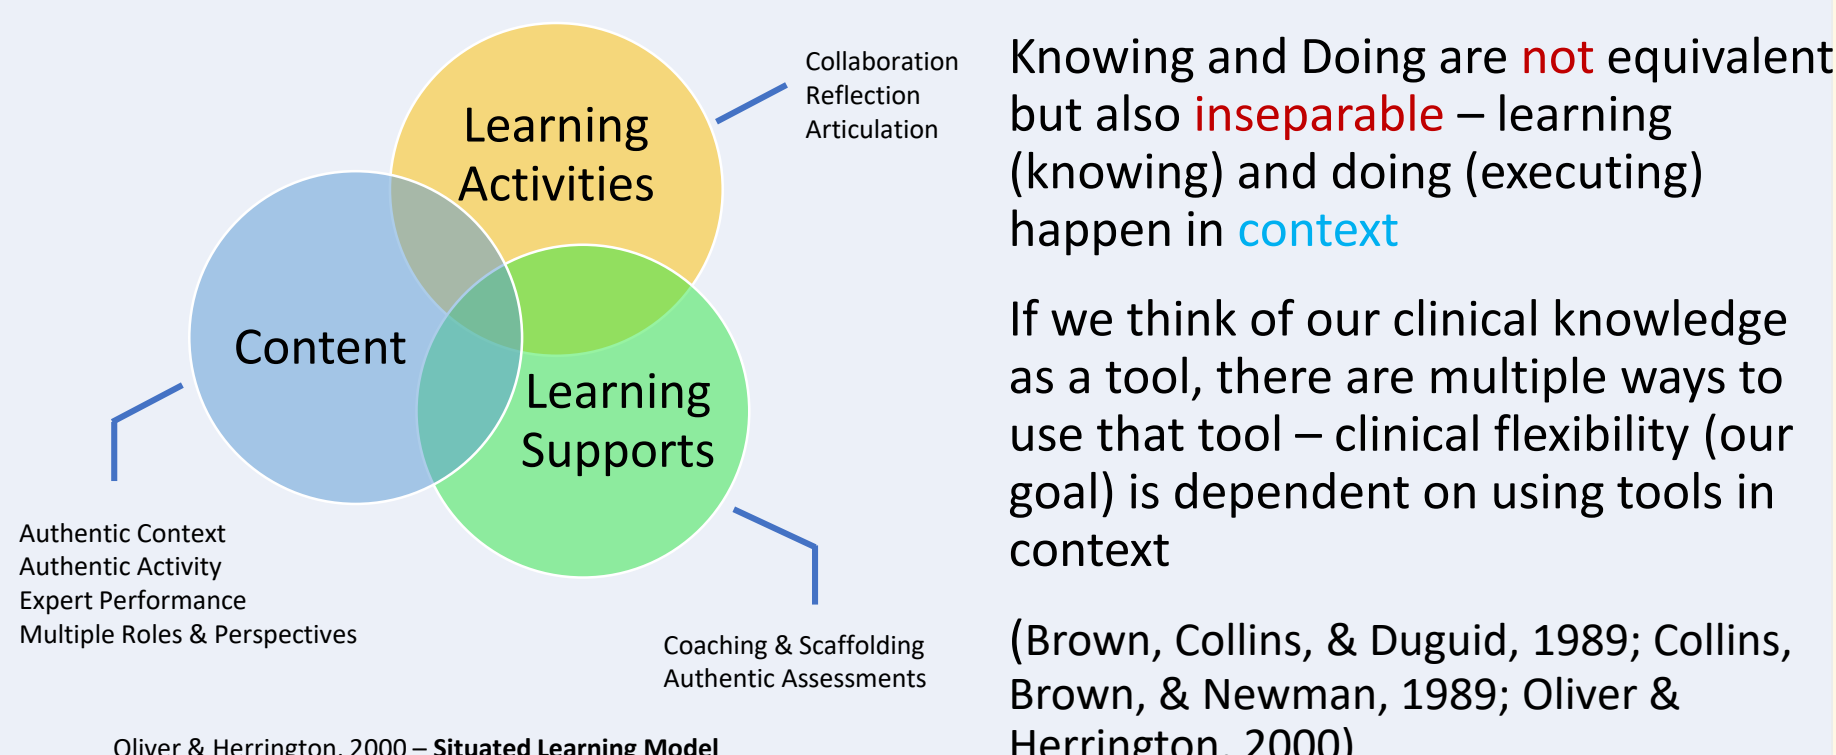 Learning
Activities
Content
Learning
Supports
Collaboration
Reflection
Articulation
Authentic Context
Authentic Activity
Expert Performance
Multiple Roles & Perspectives
Coaching & Scaffolding
Authentic Assessments
Oliver & Herrington, 2000 – Situated Learning Model
Knowing and Doing are not equivalent
but also inseparable – learning
(knowing) and doing (executing)
happen in context
If we think of our clinical knowledge
as a tool, there are multiple ways to
use that tool – clinical flexibility (our
goal) is dependent on using tools in
context
(Brown, Collins, & Duguid, 1989; Collins,
Brown, & Newman, 1989; Oliver &
Herrington, 2000)